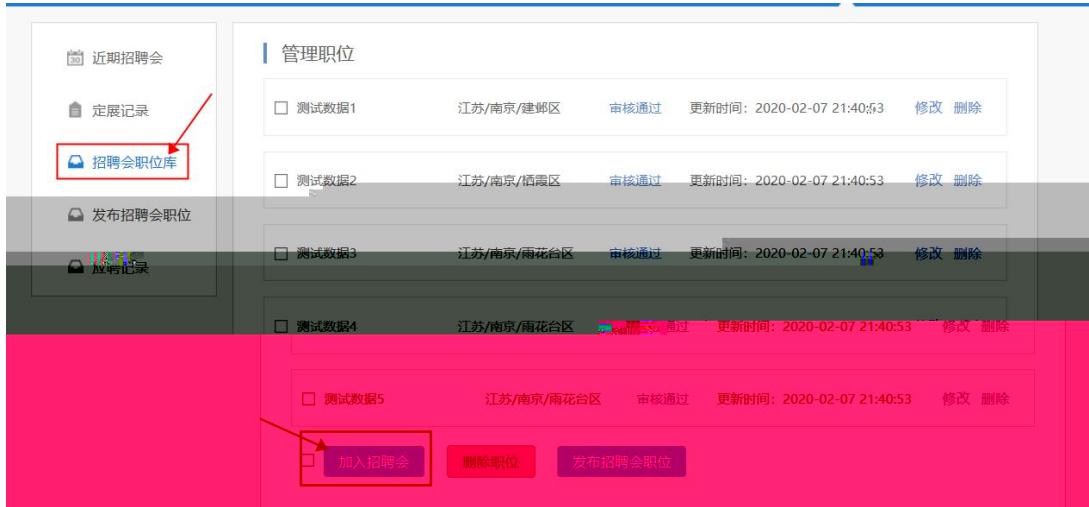 近期招聘会
定展记录
招聘会职位库
发布招聘会职位
应聘记录
管理职位
测试数据1 江苏/南京/建邺区 审核通过 更新时间：2020-02-07 21:40:53 修改 删除
测试数据2 江苏/南京/栖霞区 审核通过 更新时间：2020-02-07 21:40:53 修改 删除
测试数据3 江苏/南京/雨花台区 审核通过 更新时间：2020-02-07 21:40:53 修改 删除
测试数据4 江苏/南京/雨花台区 通过 更新时间：2020-02-07 21:40:53 修改 删除
测试数据5 江苏/南京/雨花台区 审核通过 更新时间：2020-02-07 21:40:53 修改 删除
加入招聘会 删除职位 发布招聘会职位